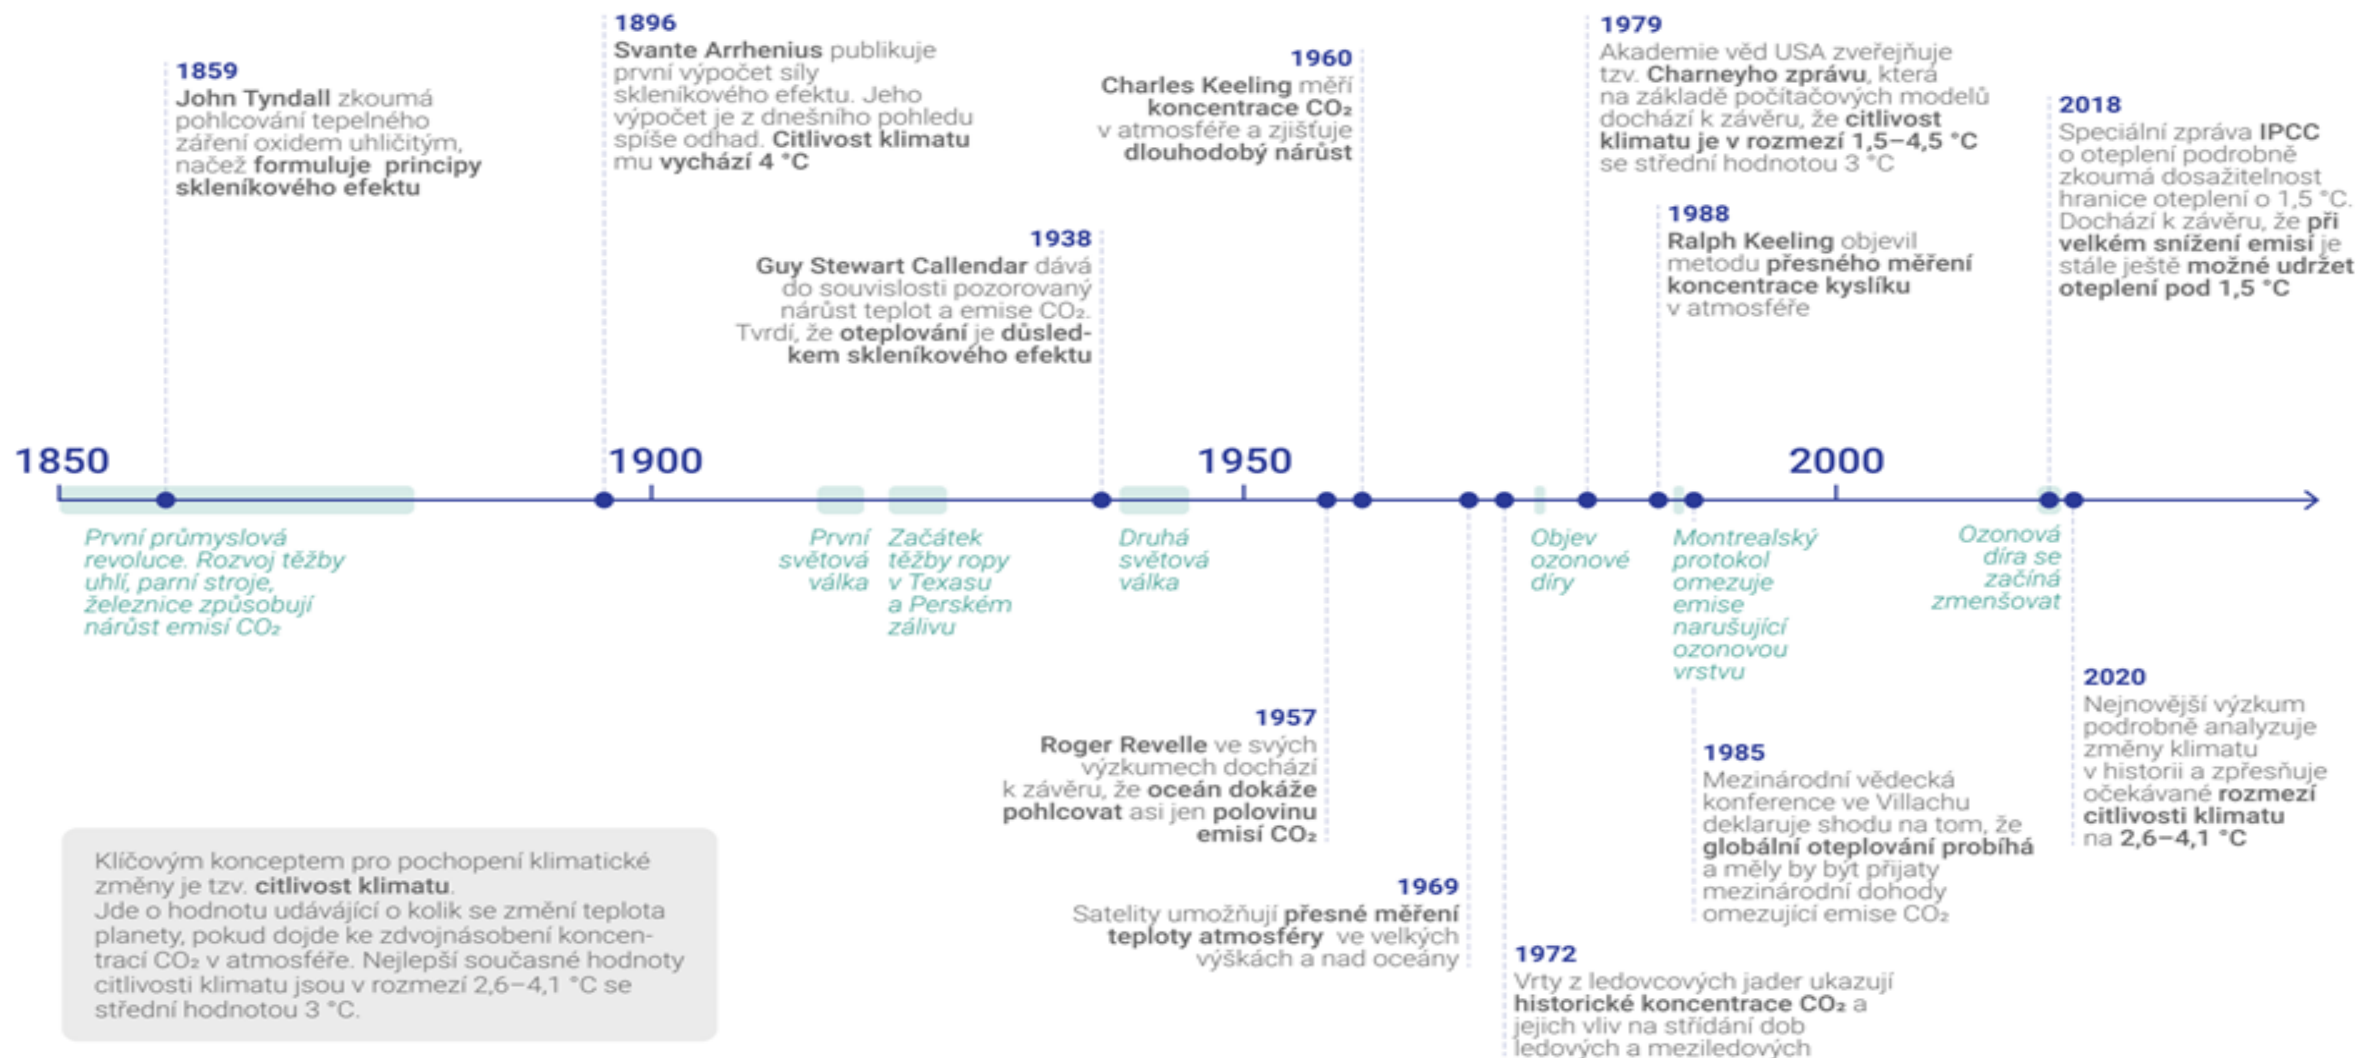 1859
John Tyndall zkoumá
pohlcování tepelného
záření oxidem uhličitým,
načež formuluje principy
skleníkového efektu
1896
Svante Arrhenius publikuje
první výpočet síly
skleníkového efektu. Jeho
výpočet je z dnešního pohledu
spíše odhad. Citlivost klimatu
mu vychází 4 °C
1938
Guy Stewart Callendar dává
do souvislosti pozorovaný
nárůst teplot a emise CO₂.
Tvrdí, že oteplování je důsled-
kem skleníkového efektu
1960
Charles Keeling měří
koncentrace CO₂
v atmosféře a zjišťuje
dlouhodobý nárůst
1979
Akademie věd USA zveřejňuje
tzv. Charneyho zprávu, která
na základě počítačových modelů
dochází k závěru, že citlivost
klimatu je v rozmezí 1,5–4,5 °C
se střední hodnotou 3 °C
1988
Ralph Keeling objevil
metodu přesného měření
koncentrace kyslíku
v atmosféře
2018
Speciální zpráva IPCC
o oteplení podrobně
zkoumá dosažitelnost
hranice oteplení o 1,5 °C.
Dochází k závěru, že při
velkém snížení emisí je
stále ještě možné udržet
oteplení pod 1,5 °C
1850
1900
1950
2000
První průmyslová
revoluce. Rozvoj těžby
uhlí, parní stroje,
železnice způsobují
nárůst emisí CO₂
První
světová
válka
Začátek
těžby ropy
v Texasu
a Perském
zálivu
Druhá
světová
válka
Objev
ozonové
díry
Montrealský
protokol
omezuje
emise
narušující
ozonovou
vrstvu
Ozonová
díra se
začíná
zmenšovat
1957
Roger Revelle ve svých
výzkumech dochází
k závěru, že oceán dokáže
pohlcovat asi jen polovinu
emisí CO₂
1969
Satelity umožňují přesné měření
teploty atmosféry ve velkých
výškách a nad oceány
1972
Vrty z ledovcových jader ukazují
historické koncentrace CO₂ a
jejich vliv na střídání dob
ledových a meziledových
1985
Mezinárodní vědecká
konference ve Villachu
deklaruje shodu na tom, že
globální oteplování probíhá
a měly by být přijaty
mezinárodní dohody
omezující emise CO₂
2020
Nejnovější výzkum
podrobně analyzuje
změny klimatu
v historii a zpřesňuje
očekávané rozmezí
citlivosti klimatu
na 2,6–4,1 °C
Klíčovým konceptem pro pochopení klimatické
změny je tzv. citlivost klimatu.
Jde o hodnotu udávájící o kolik se změní teplota
planety, pokud dojde ke zdvojnásobení koncen-
trací CO₂ v atmosféře. Nejlepší současné hodnoty
citlivosti klimatu jsou v rozmezí 2,6–4,1 °C se
střední hodnotou 3 °C.